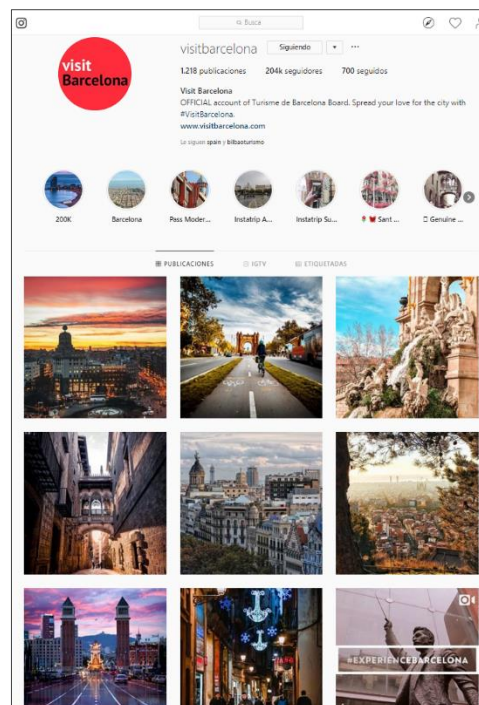 Busca
visit
Barcelona
visitbarcelona Siguiendo
1.218 publicaciones 204k seguidores 700 seguidos
Visit Barcelona
OFFICIAL account of Turisme de Barcelona Board. Spread your love for the city with
#VisitBarcelona.
www.visitbarcelona.com
Le siguen spain y bilbaoturismo
200K Barcelona Pass Moder... Instatrip A... Instatrip Su... Sant ... Genuine ...
PUBLICACIONES IGTV ETIQUETADAS
#EXPERIENCEBARCELONA